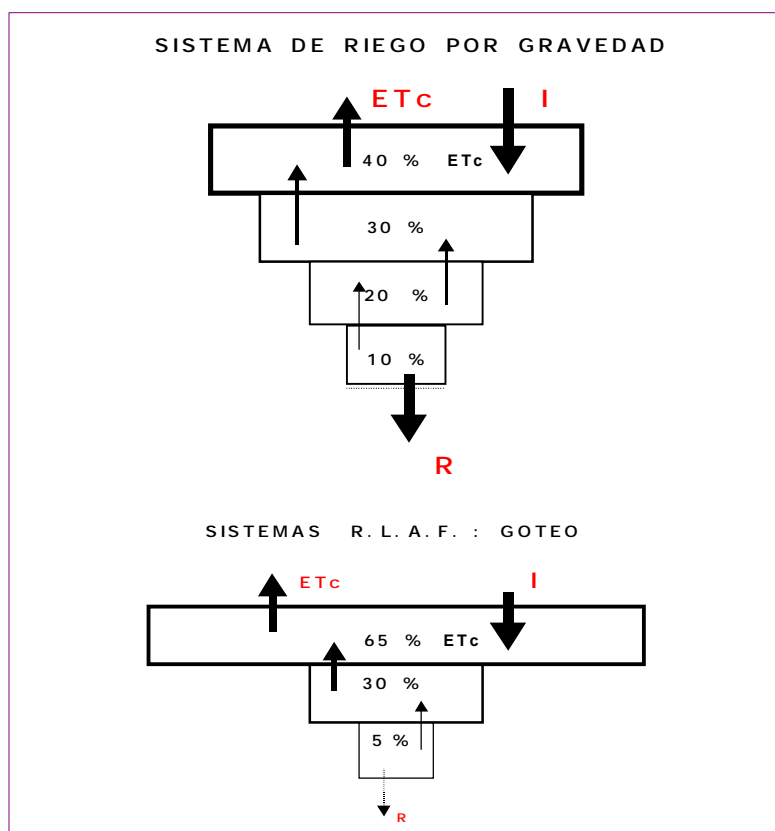 SISTEMA DE RIEGO POR GRAVEDAD
ETc I
40 % ETc
30 %
20 %
10 %
R
SISTEMAS R.L.A.F. : GOTEO
ETc I
65 % ETc
30 %
5 %
R